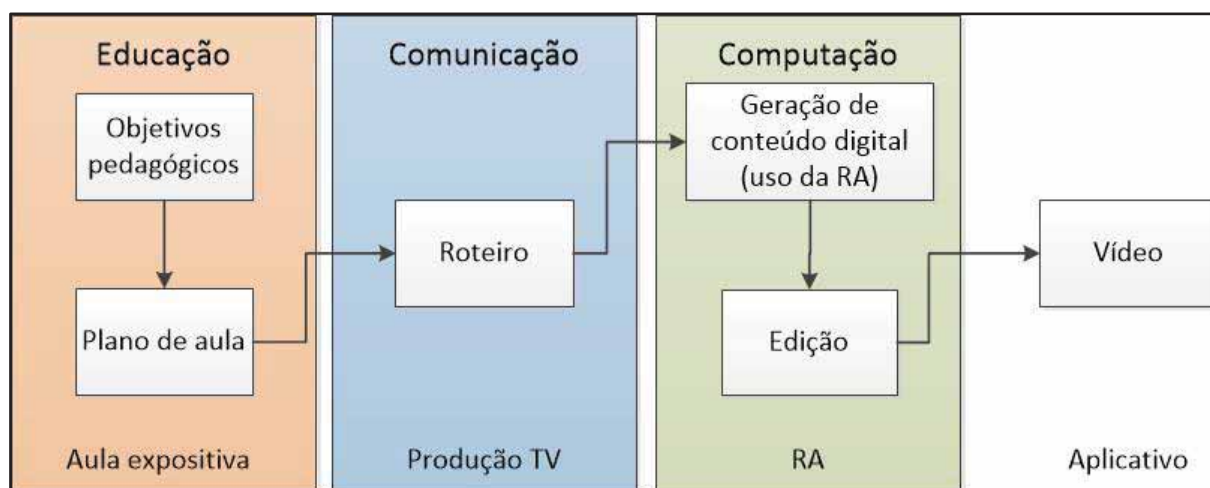 Educação
Objetivos
pedagógicos
Plano de aula
Aula expositiva
Comunicação
Roteiro
Produção TV
Computação
Geração de
conteúdo digital
(uso da RA)
Edição
RA
Vídeo
Aplicativo